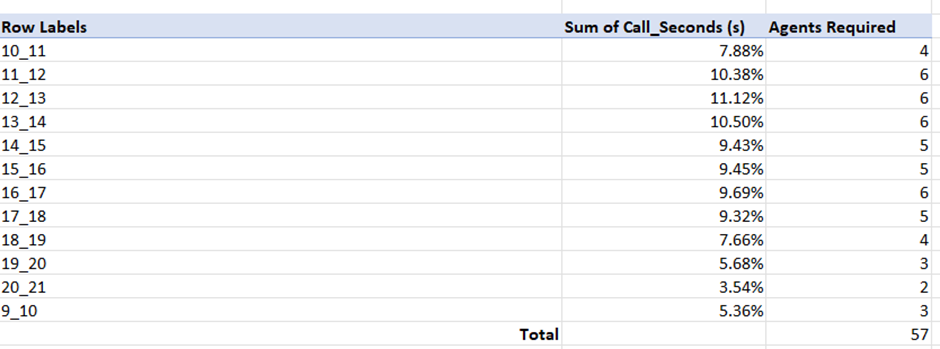 Row Labels Sum of Call_Seconds (s) Agents Required
10_11 7.88% 4
11_12 10.38% 6
12_13 11.12% 6
13_14 10.50% 6
14_15 9.43% 5
15_16 9.45% 5
16_17 9.69% 6
17_18 9.32% 5
18_19 7.66% 4
19_20 5.68% 3
20_21 3.54% 2
9_10 5.36% 3
Total 57